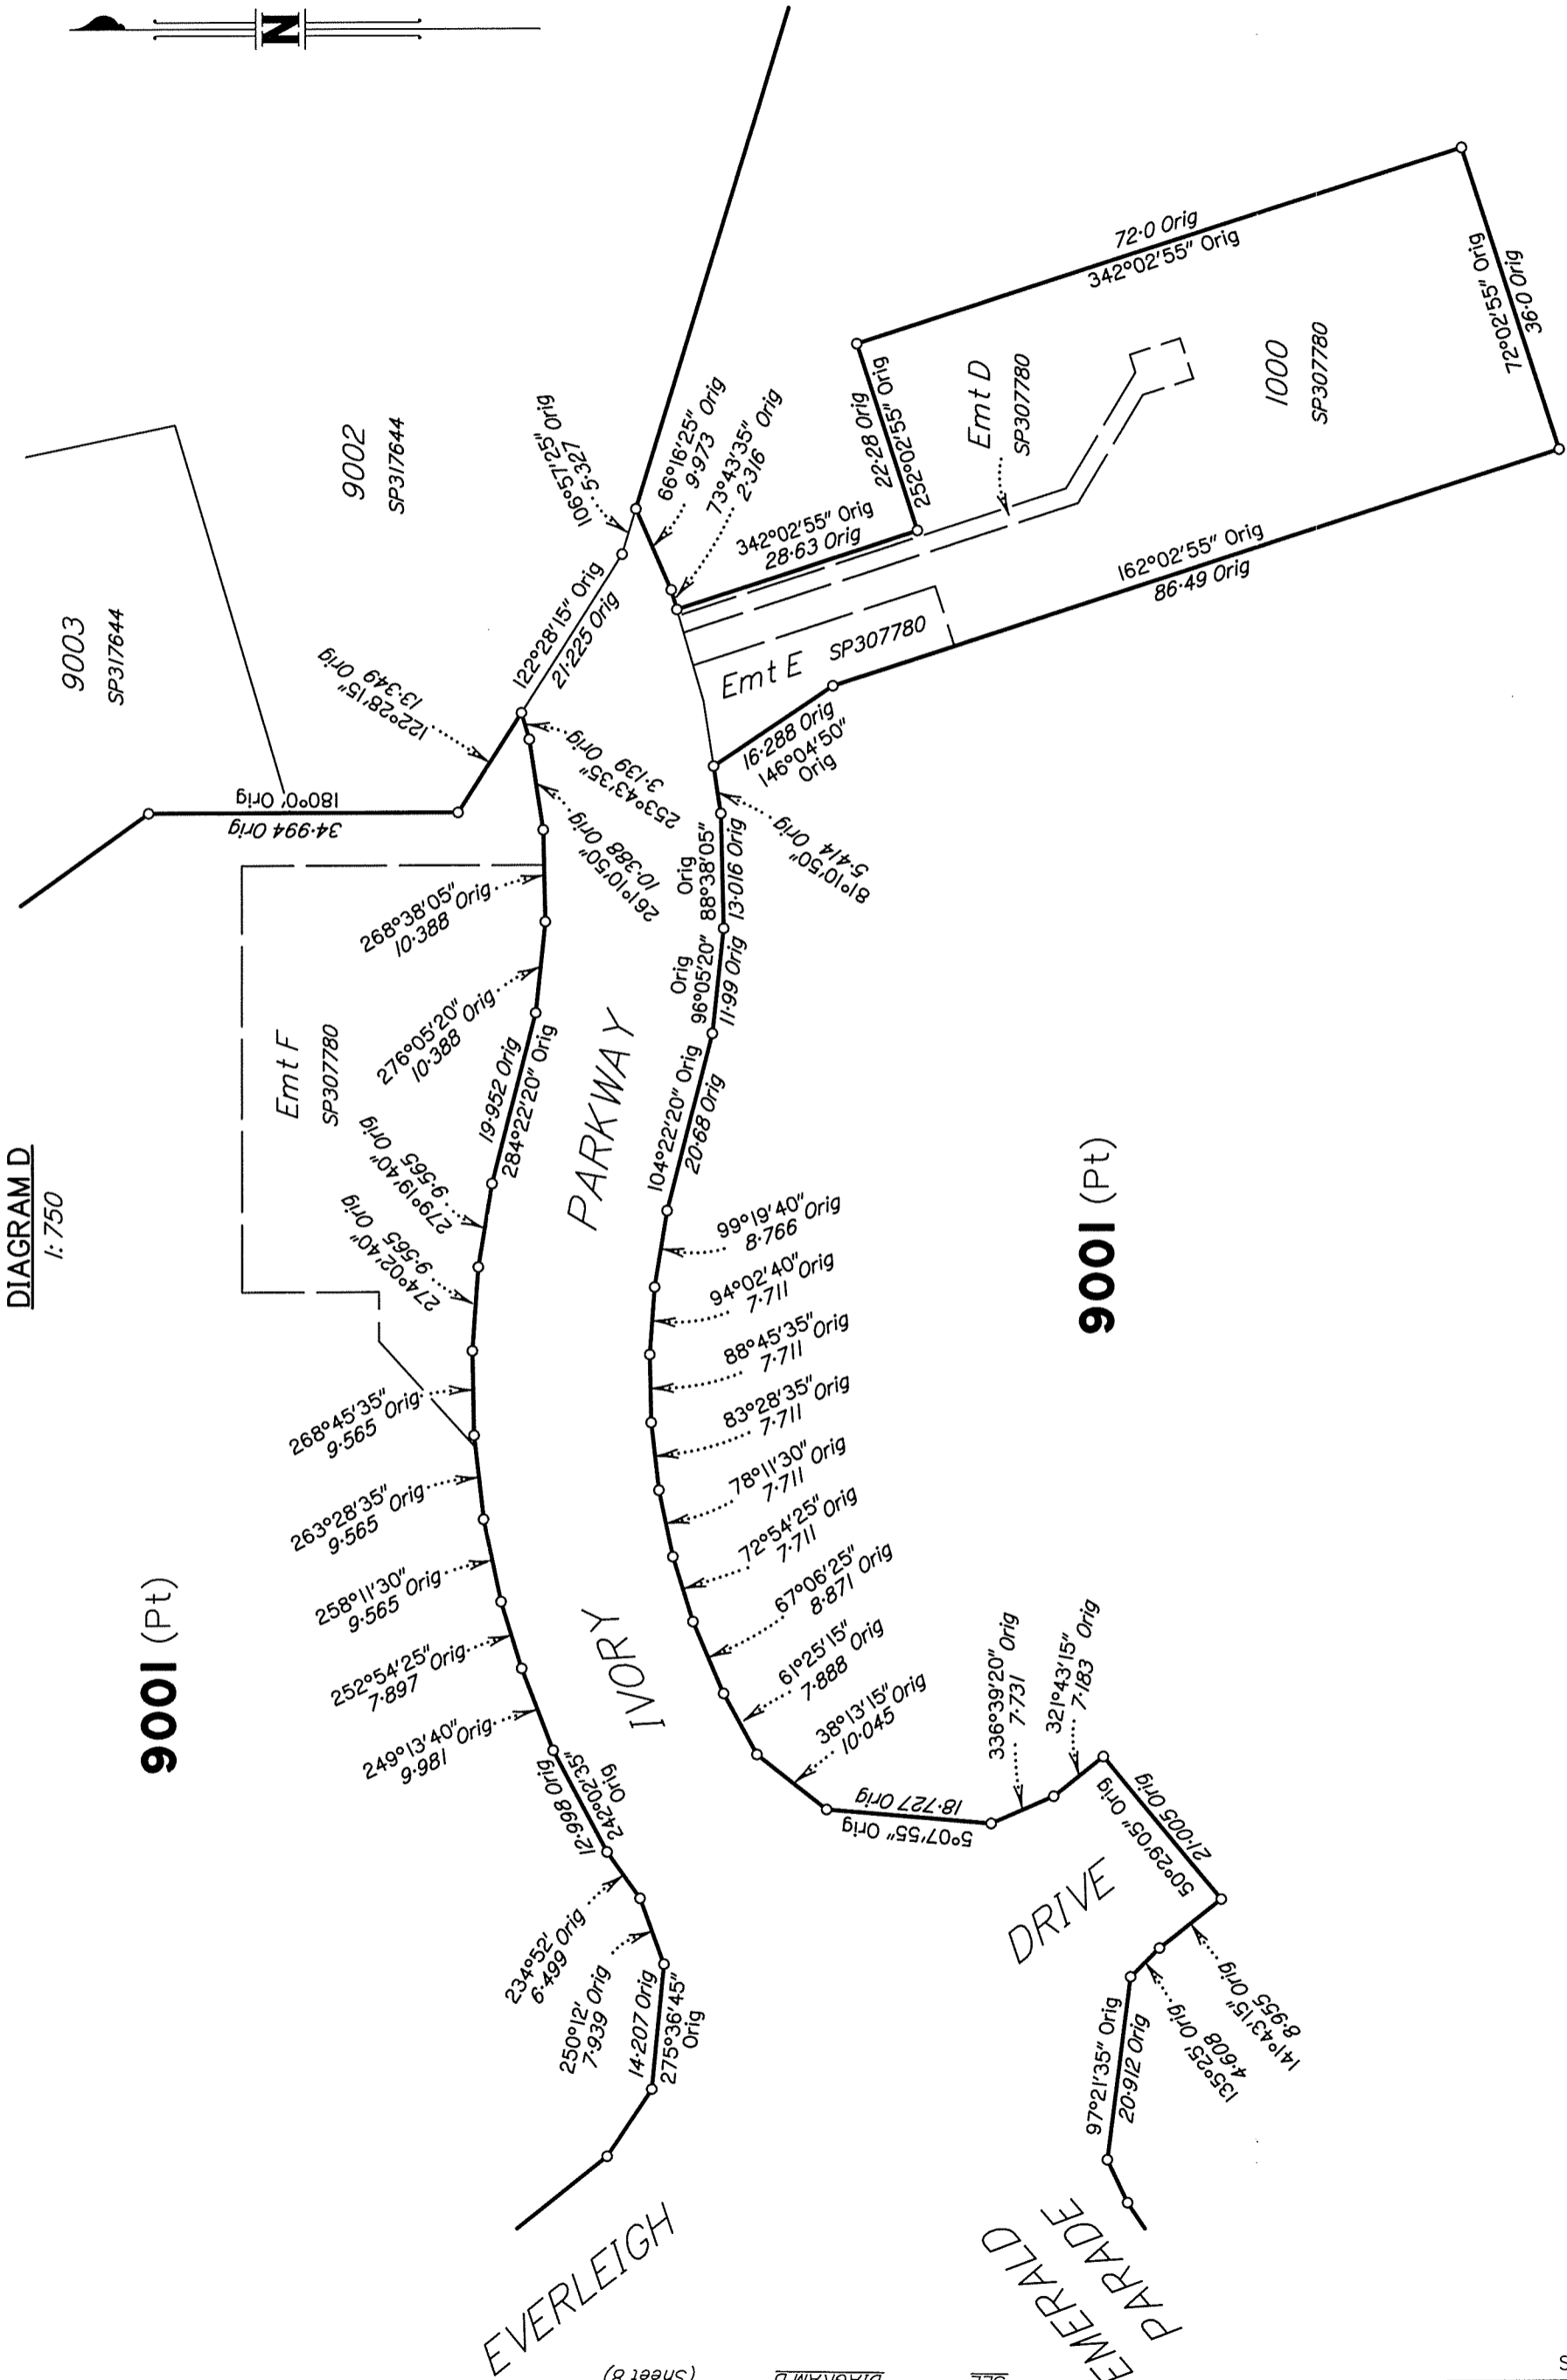 N
DIAGRAM D
1:750
9003
SP317644
9002
SP317644
180°0' Orig
34·994 Orig
122°28'15" Orig
13·349
122°28'15" Orig
21·225 Orig
106°57'25" Orig
5·327
66°16'25" Orig
9·973
73°43'35" Orig
2·316
342°02'55" Orig
28·63 Orig
22·28 Orig
252°02'55" Orig
72·0 Orig
342°02'55" Orig
72°02'55" Orig
36·0 Orig
162°02'55" Orig
86·49 Orig
16·288 Orig
146°04'50"
Orig
Emt D
SP307780
1000
SP307780
Emt E
SP307780
Emt F
SP307780
253°43'35" Orig
3·139
261°10'50" Orig
10·388
268°38'05"
10·388 Orig
276°05'20"
10·388 Orig
19·952 Orig
284°22'20" Orig
279°19'40" Orig
9·565
274°02'40" Orig
9·565
268°45'35"
9·565 Orig
263°28'35"
9·565 Orig
258°11'30"
9·565 Orig
252°54'25"
7·897 Orig
249°13'40"
9·981 Orig
12·998 Orig
242°02'35"
Orig
234°52'
6·499 Orig
250°12' Orig
7·939
14·207 Orig
275°36'45"
Orig
81°10'50" Orig
5·414
Orig
88°38'05"
13·016 Orig
Orig
96°05'20"
11·99 Orig
104°22'20" Orig
20·68 Orig
99°19'40"
8·766 Orig
94°02'40"
7·711 Orig
88°45'35"
7·711 Orig
83°28'35"
7·711 Orig
78°11'30"
7·711 Orig
72°54'25"
7·711 Orig
67°06'25"
8·871 Orig
61°25'15"
7·888 Orig
38°13'15"
10·045 Orig
18·727 Orig
5°07'55" Orig
336°39'20" Orig
7·731
321°43'15" Orig
7·183
50°29'05" Orig
21·005 Orig
141°43'15" Orig
8·955
135°25' Orig
4·608
97°21'35" Orig
20·912 Orig
9001 (Pt)
9001 (Pt)
IVORY
PARKWAY
EVERLEIGH
DRIVE
EMERALD
PARADE
(Sheet 8)